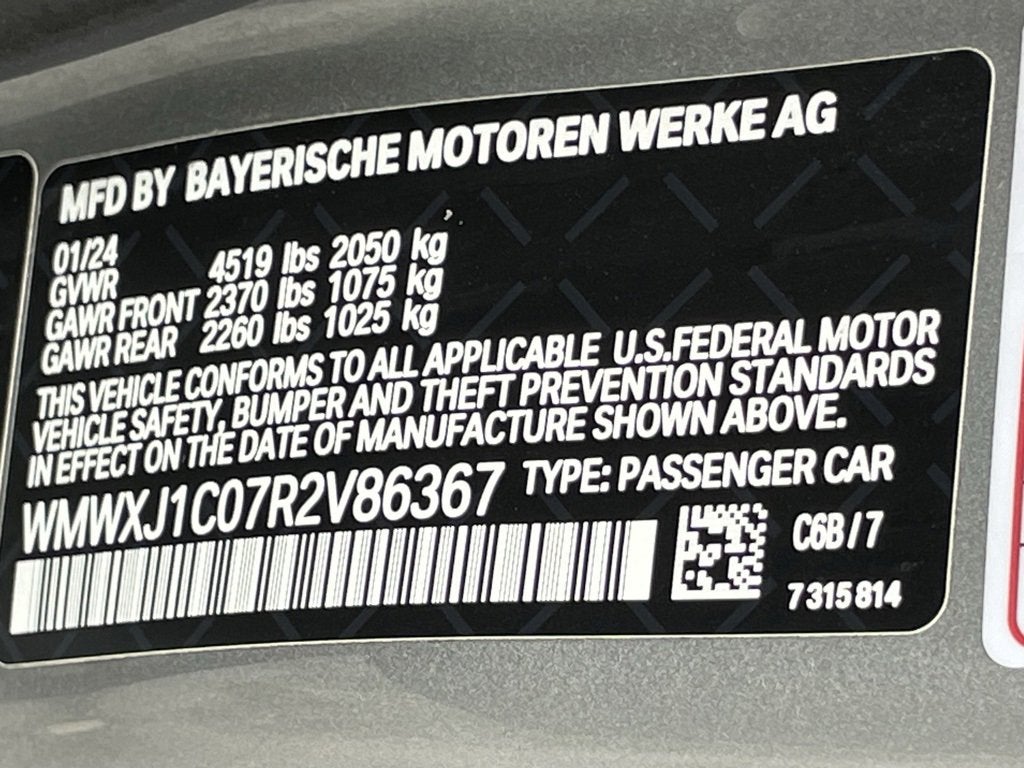 MFD BY BAYERISCHE MOTOREN WERKE AG
01/24
GVWR 4519 lbs 2050 kg
GAWR FRONT 2370 lbs 1075 kg
GAWR REAR 2260 lbs 1025 kg
THIS VEHICLE CONFORMS TO ALL APPLICABLE U.S.FEDERAL MOTOR
VEHICLE SAFETY, BUMPER AND THEFT PREVENTION STANDARDS
IN EFFECT ON THE DATE OF MANUFACTURE SHOWN ABOVE.
WMWXJ1C07R2V86367 TYPE: PASSENGER CAR
C6B/7
7315814